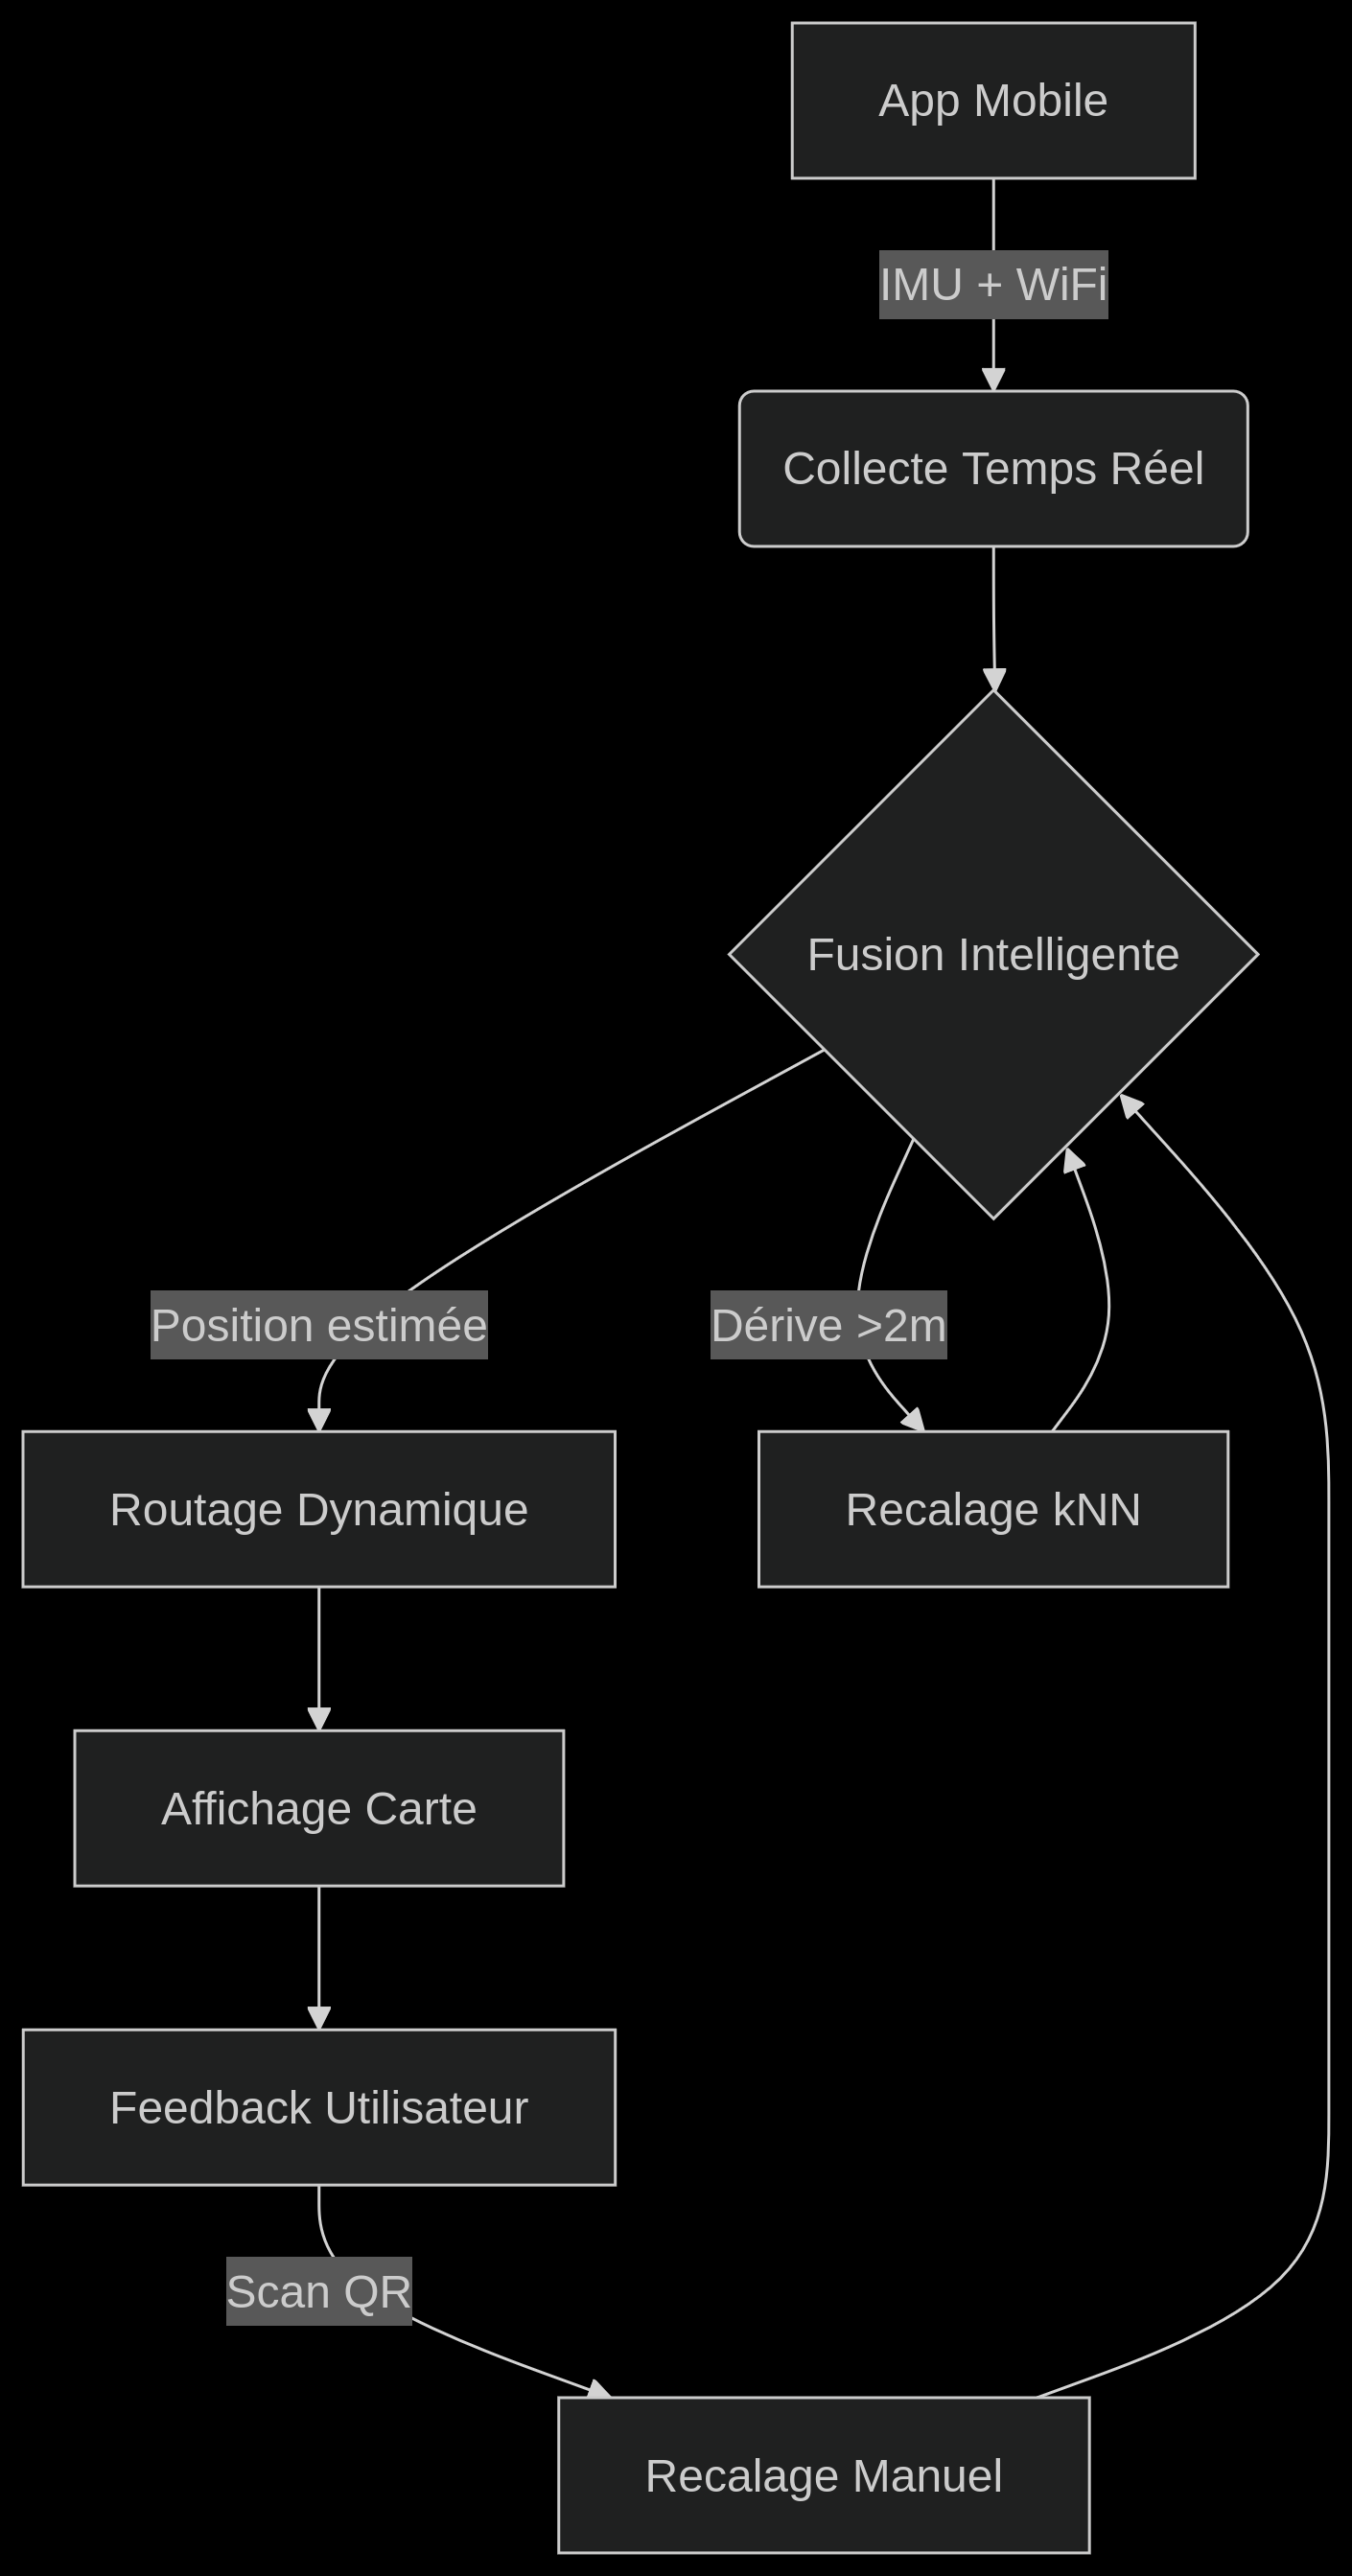 App Mobile
IMU + WiFi
Collecte Temps Réel
Fusion Intelligente
Position estimée
Dérive >2m
Routage Dynamique
Recalage kNN
Affichage Carte
Feedback Utilisateur
Scan QR
Recalage Manuel